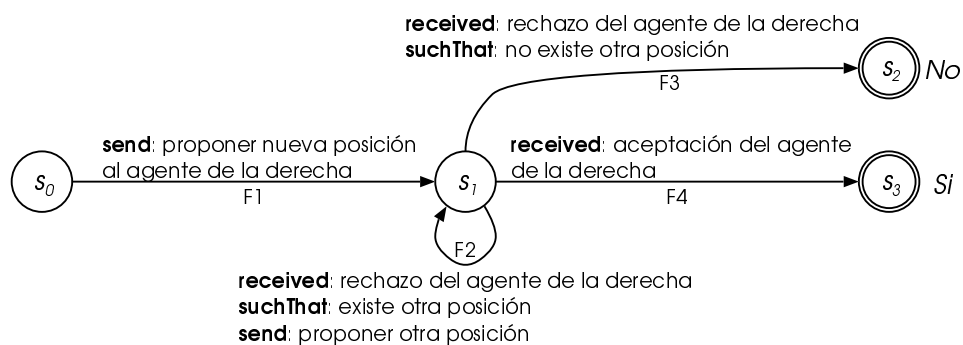 received: rechazo del agente de la derecha
suchThat: no existe otra posición
s2 No
F3
send: proponer nueva posición
al agente de la derecha
received: aceptación del agente
de la derecha
s0
s1
s3 Si
F1
F4
F2
received: rechazo del agente de la derecha
suchThat: existe otra posición
send: proponer otra posición